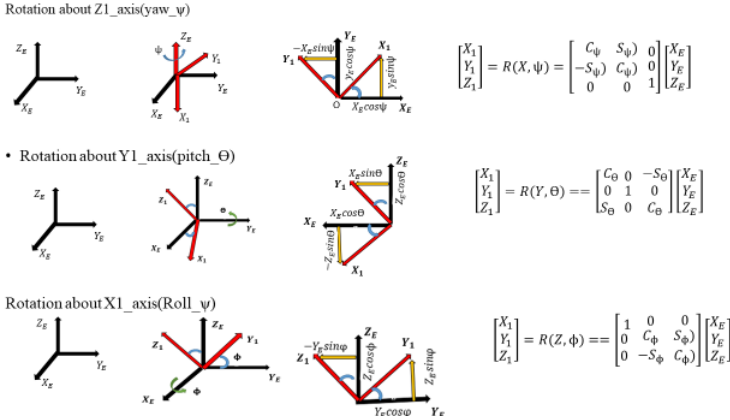 Rotation about Z1_axis(yaw_ψ)
Z_E
Y_E
X_E
ψ
Z_E
Y_1
Y_E
X_E
X_1
Y_E
−X_E sinψ
X_1
Y_1
y_E cosψ
y_E sinψ
O
X_E cosψ
X_E
[X_1 Y_1 Z_1] = R(X, ψ) = [C_ψ S_ψ) 0 −S_ψ) C_ψ) 0 0 0 1] [X_E Y_E Z_E]
• Rotation about Y1_axis(pitch_Θ)
Z_E
Y_E
X_E
Z_E
Z_1
Θ
Y_E
X_E
X_1
Z_E
X_E sinΘ
Y_1
Z_E cosΘ
X_E cosΘ
X_E
−Z_E sinΘ
X_1
[X_1 Y_1 Z_1] = R(Y, Θ) == [C_Θ 0 −S_Θ 0 1 0 S_Θ 0 C_Θ] [X_E Y_E Z_E]
Rotation about X1_axis(Roll_ψ)
Z_E
Y_E
X_E
Z_E
Z_1
Y_1
ϕ
Y_E
X_E
ϕ
Z_E
−Y_E sinφ
Y_1
Z_1
Z_E cosϕ
Z_E sinφ
Y_E cosφ
Y_E
[X_1 Y_1 Z_1] = R(Z, ϕ) == [1 0 0 0 C_ϕ S_ϕ) 0 −S_ϕ C_ϕ)] [X_E Y_E Z_E]